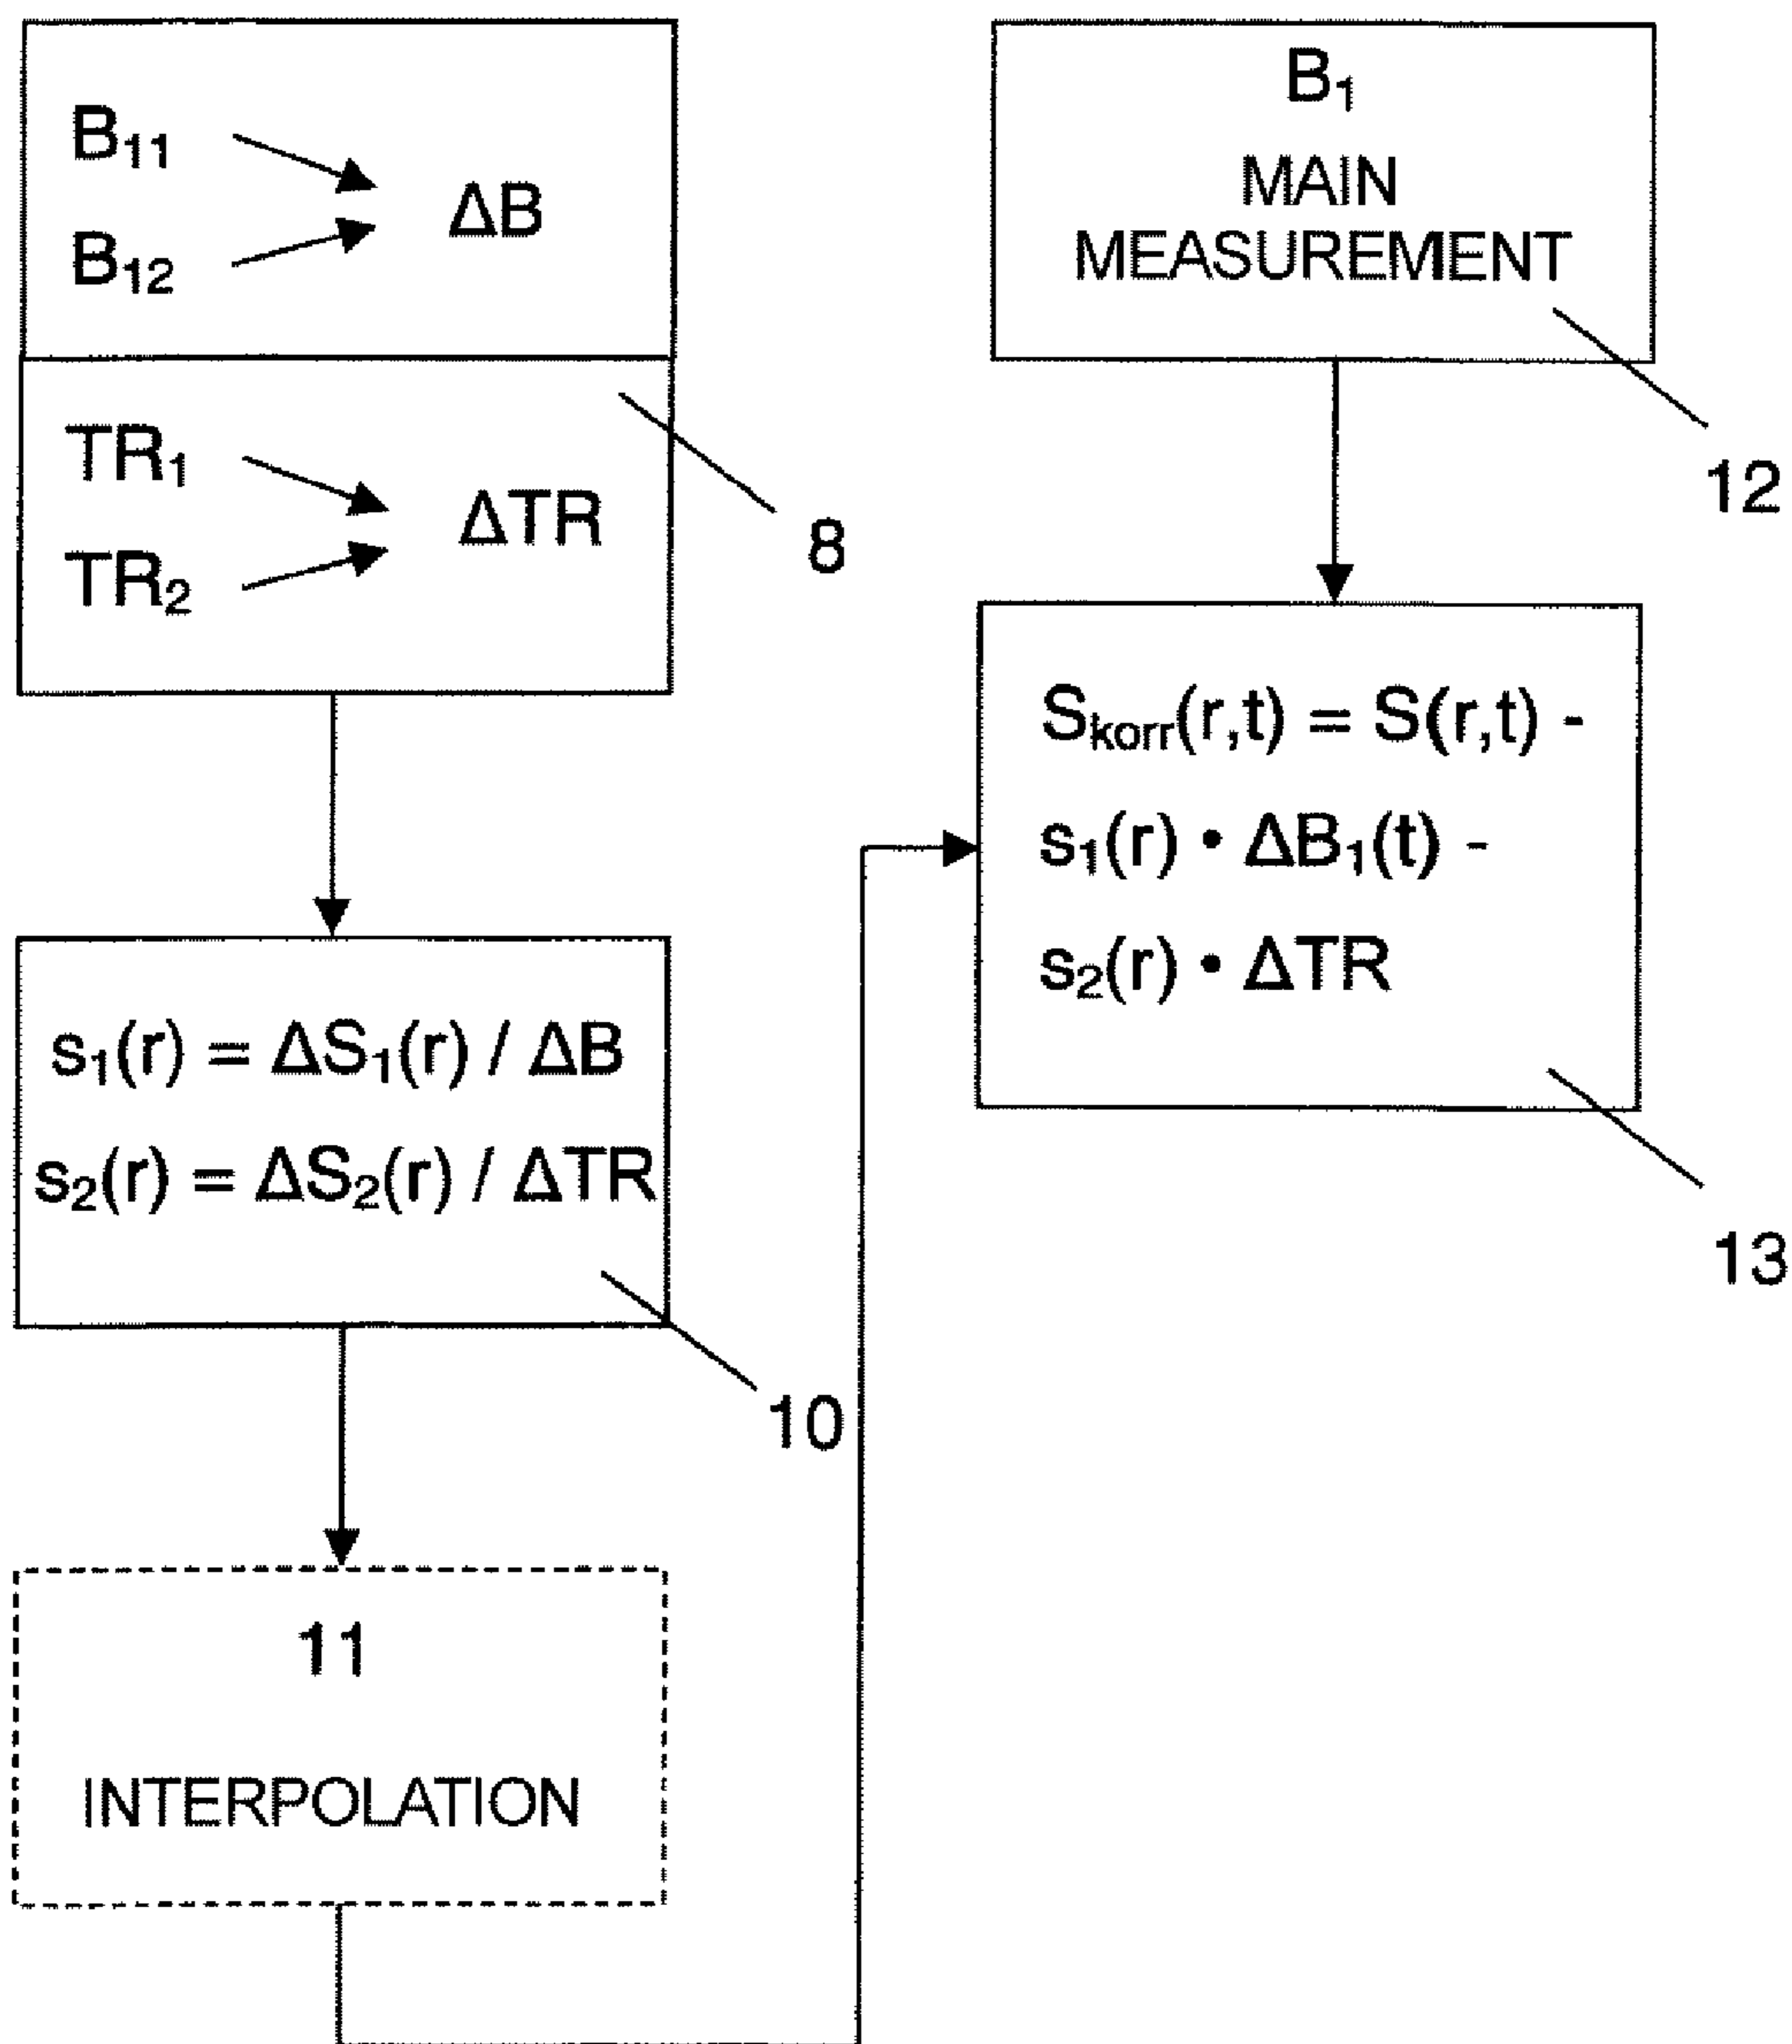 B₁₁
B₁₂
ΔB
TR₁
TR₂
ΔTR
8
s₁(r) = ΔS₁(r) / ΔB
s₂(r) = ΔS₂(r) / ΔTR
10
11
INTERPOLATION
B₁
MAIN
MEASUREMENT
12
Sₖₒᵣᵣ(r,t) = S(r,t) -
s₁(r) • ΔB₁(t) -
s₂(r) • ΔTR
13